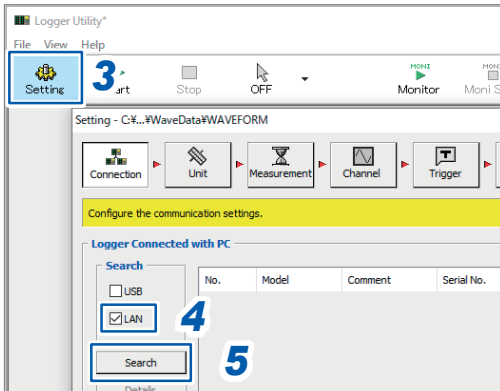 Logger Utility*
File View Help
MONI MON
Setting 3 art Stop OFF Monitor Moni S
Setting - C:¥...¥WaveData¥WAVEFORM
Connection Unit Measurement Channel Trigger
Configure the communication settings.
Logger Connected with PC
Search
No. Model Comment Serial No.
USB
LAN 4
Search 5
Details